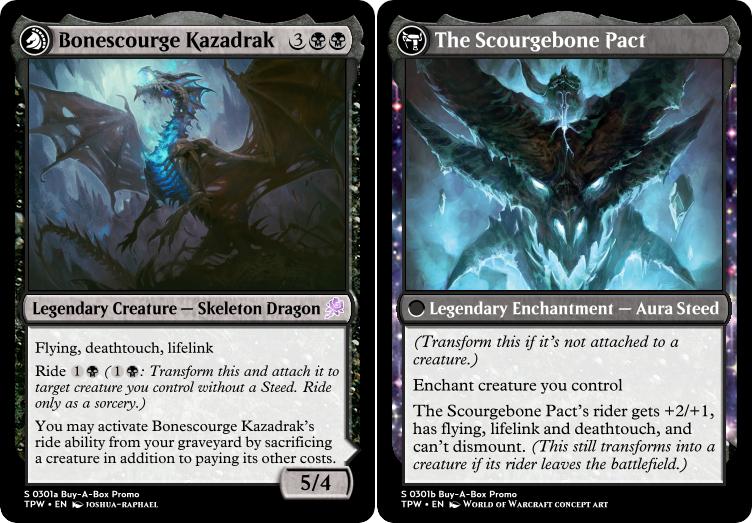 Bonescourge Kazadrak 3
Legendary Creature — Skeleton Dragon
Flying, deathtouch, lifelink
Ride 1 (1 : Transform this and attach it to
target creature you control without a Steed. Ride
only as a sorcery.)
You may activate Bonescourge Kazadrak's
ride ability from your graveyard by sacrificing
a creature in addition to paying its other costs.
5/4
S 0301a Buy-A-Box Promo
TPW • EN Joshua-raphael
The Scourgebone Pact
Legendary Enchantment — Aura Steed
(Transform this if it's not attached to a
creature.)
Enchant creature you control
The Scourgebone Pact's rider gets +2/+1,
has flying, lifelink and deathtouch, and
can't dismount. (This still transforms into a
creature if its rider leaves the battlefield.)
S 0301b Buy-A-Box Promo
TPW • EN World of Warcraft concept art